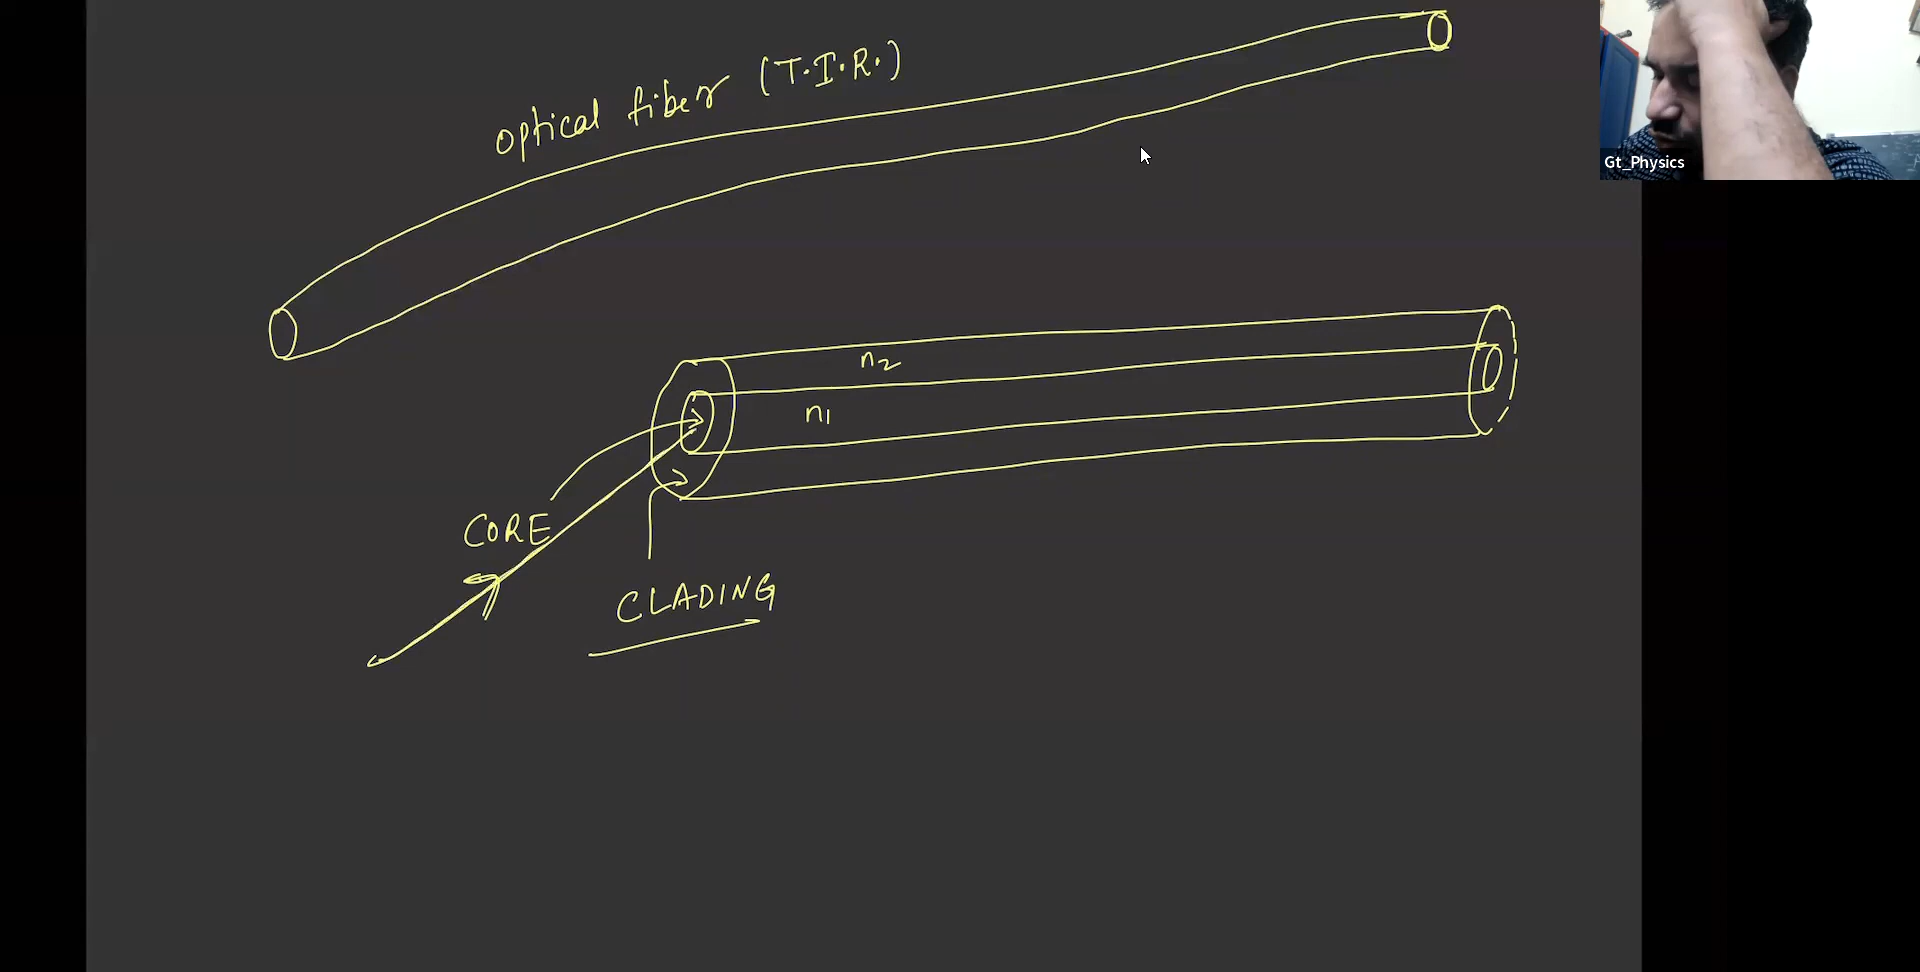 optical fiber (T.I.R.)
Gt_Physics
n2
n1
CORE
CLADING